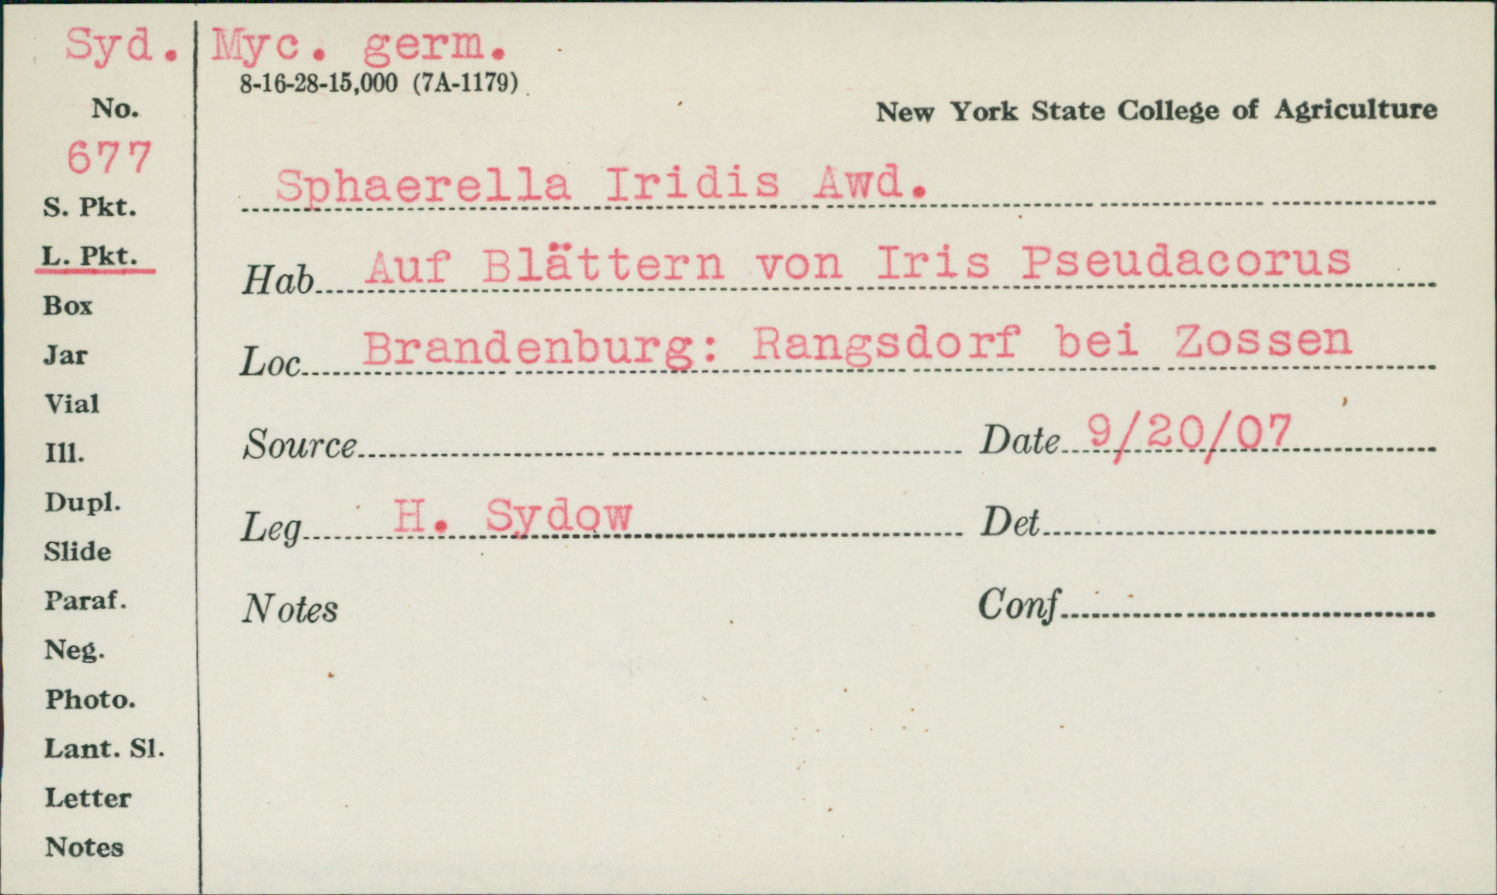 Syd. Myc. germ.
8-16-28-15,000 (7A-1179)
No.
New York State College of Agriculture
677
Sphaerella Iridis Awd.
S. Pkt.
L. Pkt.
Hab. Auf Blättern von Iris Pseudacorus
Box
Loc. Brandenburg: Rangsdorf bei Zossen
Jar
Vial
Source Date 9/20/07
Ill.
Dupl.
Leg. H. Sydow Det.
Slide
Paraf.
Notes Conf.
Neg.
Photo.
Lant. Sl.
Letter
Notes